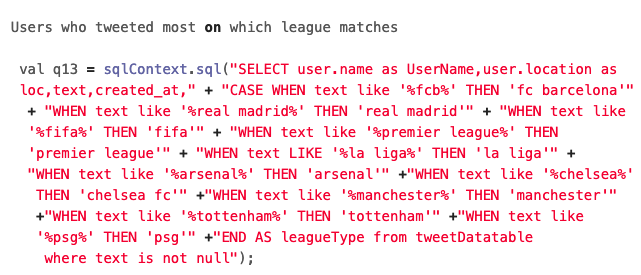 Users who tweeted most on which league matches
val q13 = sqlContext.sql("SELECT user.name as UserName,user.location as
loc,text,created_at," + "CASE WHEN text like '%fcb%' THEN 'fc barcelona'"
+ "WHEN text like '%real madrid%' THEN 'real madrid'" + "WHEN text like
'%fifa%' THEN 'fifa'" + "WHEN text like '%premier league%' THEN
'premier league'" + "WHEN text LIKE '%la liga%' THEN 'la liga'" +
"WHEN text like '%arsenal%' THEN 'arsenal'" +"WHEN text like '%chelsea%'
THEN 'chelsea fc'" +"WHEN text like '%manchester%' THEN 'manchester'"
+"WHEN text like '%tottenham%' THEN 'tottenham'" +"WHEN text like
'%psg%' THEN 'psg'" +"END AS leagueType from tweetDatatable
where text is not null");